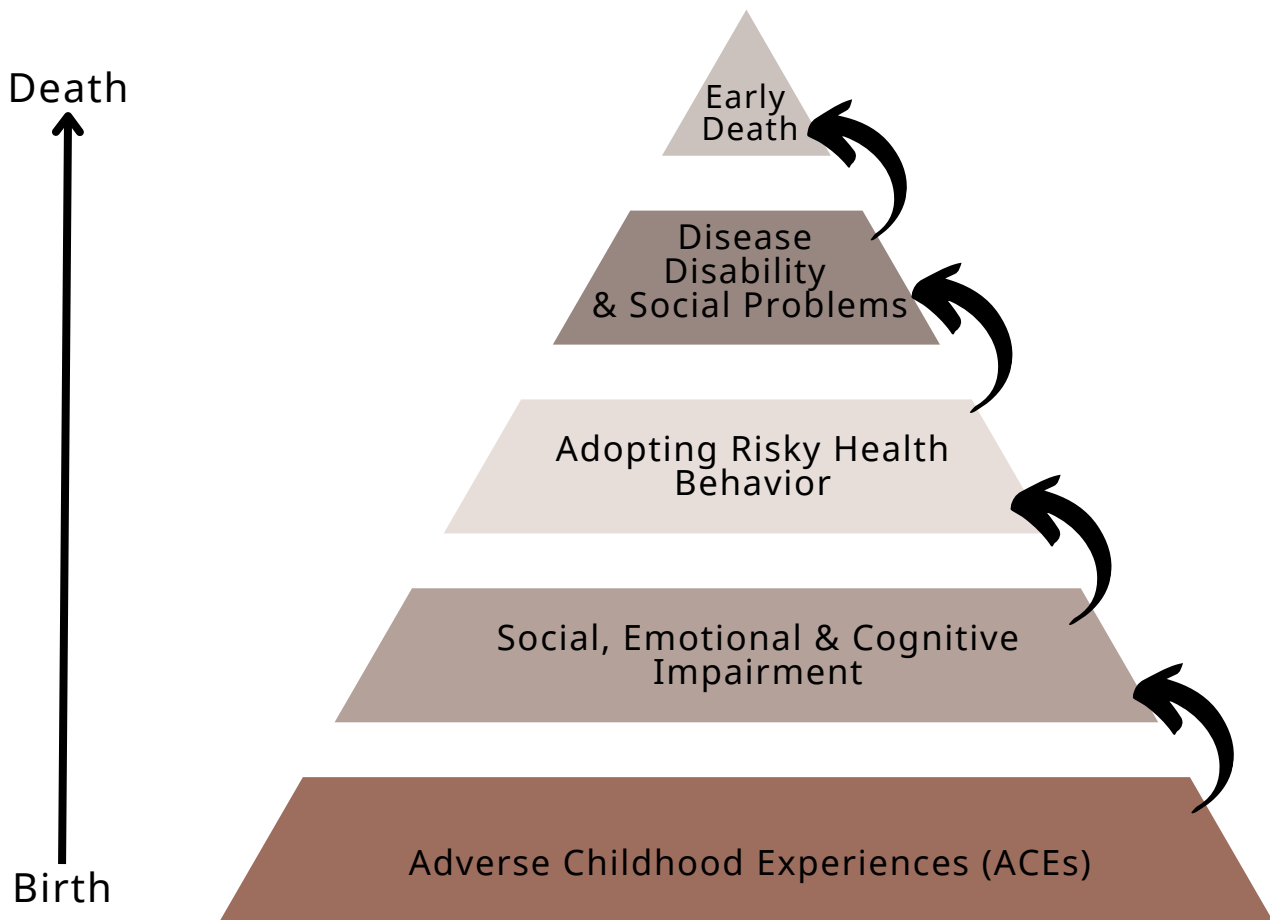 Death
Early
Death
Disease
Disability
& Social Problems
Adopting Risky Health
Behavior
Social, Emotional & Cognitive
Impairment
Adverse Childhood Experiences (ACEs)
Birth